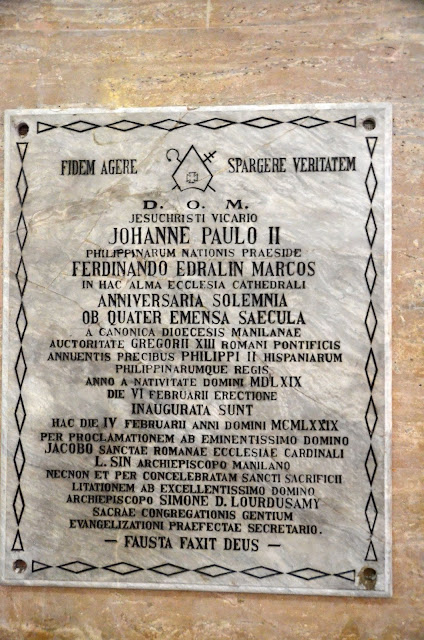 FIDEM AGERE SPARGERE VERITATEM
D. O. M.
JESUCHRISTI VICARIO
JOHANNE PAULO II
PHILIPPINARUM NATIONIS PRAESIDE
FERDINANDO EDRALIN MARCOS
IN HAC ALMA ECCLESIA CATHEDRALI
ANNIVERSARIA SOLEMNIA
OB QUATER EMENSA SAECULA
A CANONICA DIOECESIS MANILANAE
AUCTORITATE GREGORII XIII ROMANI PONTIFICIS
ANNUENTIS PRECIBUS PHILIPPI II HISPANIARUM
PHILIPPINARUMQUE REGIS
ANNO A NATIVITATE DOMINI MDLXIX
DIE VI FEBRUARII ERECTIONE
INAUGURATA SUNT
HAC DIE IV FEBRUARII ANNI DOMINI MCMLXXIX
PER PROCLAMATIONEM AB EMINENTISSIMO DOMINO
JACOBO SANCTAE ROMANAE ECCLESIAE CARDINALI
L. SIN ARCHIEPISCOPO MANILANO
NECNON ET PER CONCELEBRATAM SANCTI SACRIFICII
LITATIONEM AB EXCELLENTISSIMO DOMINO
ARCHIEPISCOPO SIMONE D. LOURDUSAMY
SACRAE CONGREGATIONIS GENTIUM
EVANGELIZATIONI PRAEFECTAE SECRETARIO.
— FAUSTA FAXIT DEUS —